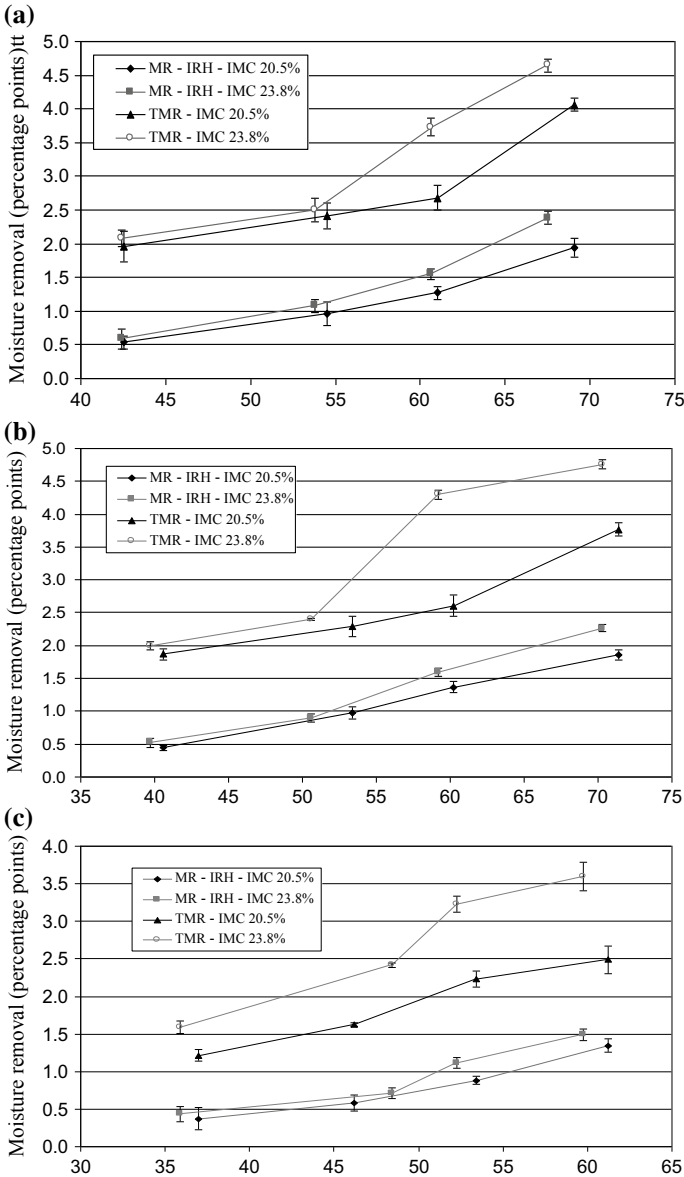 (a)
Moisture removal (percentage points)tt
5.0
4.5
4.0
3.5
3.0
2.5
2.0
1.5
1.0
0.5
0.0
MR - IRH - IMC 20.5%
MR - IRH - IMC 23.8%
TMR - IMC 20.5%
TMR - IMC 23.8%
40 45 50 55 60 65 70 75
(b)
Moisture removal (percentage points)
5.0
4.5
4.0
3.5
3.0
2.5
2.0
1.5
1.0
0.5
0.0
MR - IRH - IMC 20.5%
MR - IRH - IMC 23.8%
TMR - IMC 20.5%
TMR - IMC 23.8%
35 40 45 50 55 60 65 70 75
(c)
Moisture removal (percentage points)
4.0
3.5
3.0
2.5
2.0
1.5
1.0
0.5
0.0
MR - IRH - IMC 20.5%
MR - IRH - IMC 23.8%
TMR - IMC 20.5%
TMR - IMC 23.8%
30 35 40 45 50 55 60 65